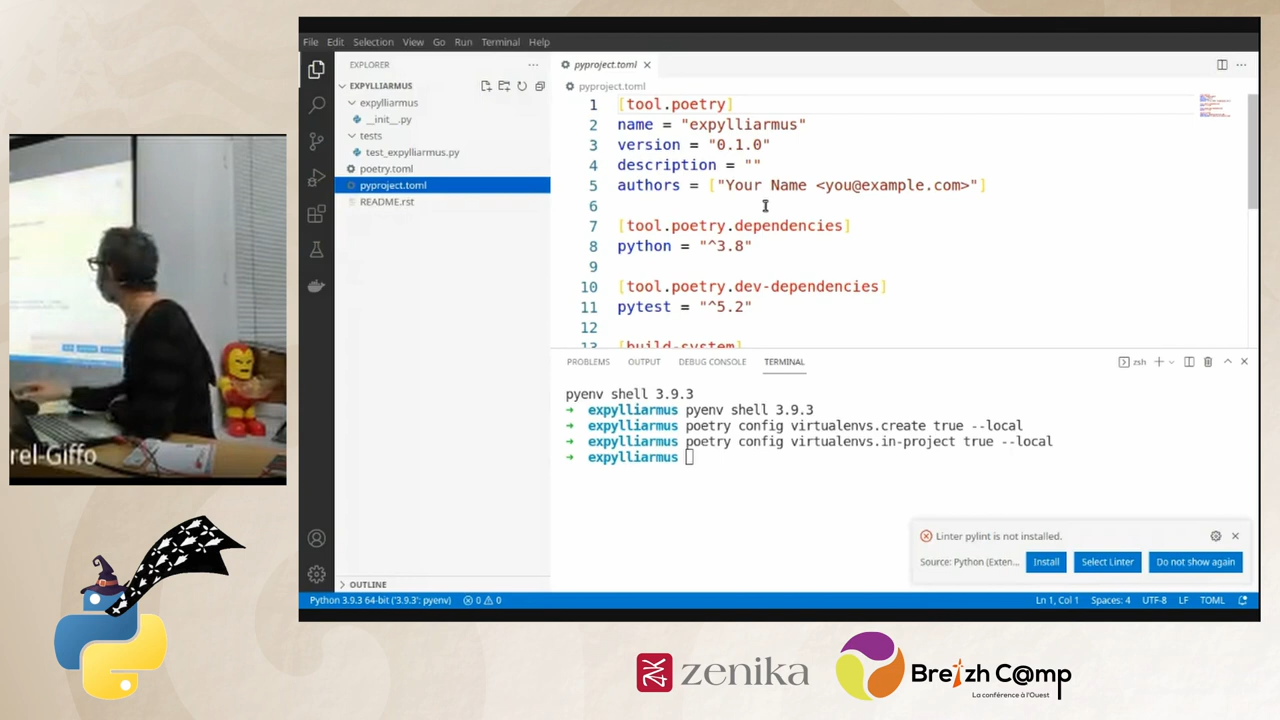 File Edit Selection View Go Run Terminal Help
EXPLORER
EXPYLLIARMUS
expylliarmus
__init__.py
tests
test_expylliarmus.py
poetry.toml
pyproject.toml
README.rst
OUTLINE
pyproject.toml
pyproject.toml
1 [tool.poetry]
2 name = "expylliarmus"
3 version = "0.1.0"
4 description = ""
5 authors = ["Your Name <you@example.com>"]
6
7 [tool.poetry.dependencies]
8 python = "^3.8"
9
10 [tool.poetry.dev-dependencies]
11 pytest = "^5.2"
12
13 [build-system]
PROBLEMS OUTPUT DEBUG CONSOLE TERMINAL
zsh
pyenv shell 3.9.3
➜ expylliarmus pyenv shell 3.9.3
➜ expylliarmus poetry config virtualenvs.create true --local
➜ expylliarmus poetry config virtualenvs.in-project true --local
➜ expylliarmus
Linter pylint is not installed.
Source: Python (Exten... Install Select Linter Do not show again
Python 3.9.3 64-bit ('3.9.3': pyenv) 0 0 Ln 1, Col 1 Spaces: 4 UTF-8 LF TOML
rel-Giffo
zenika
Breizh C@mp
La conférence à l'Ouest